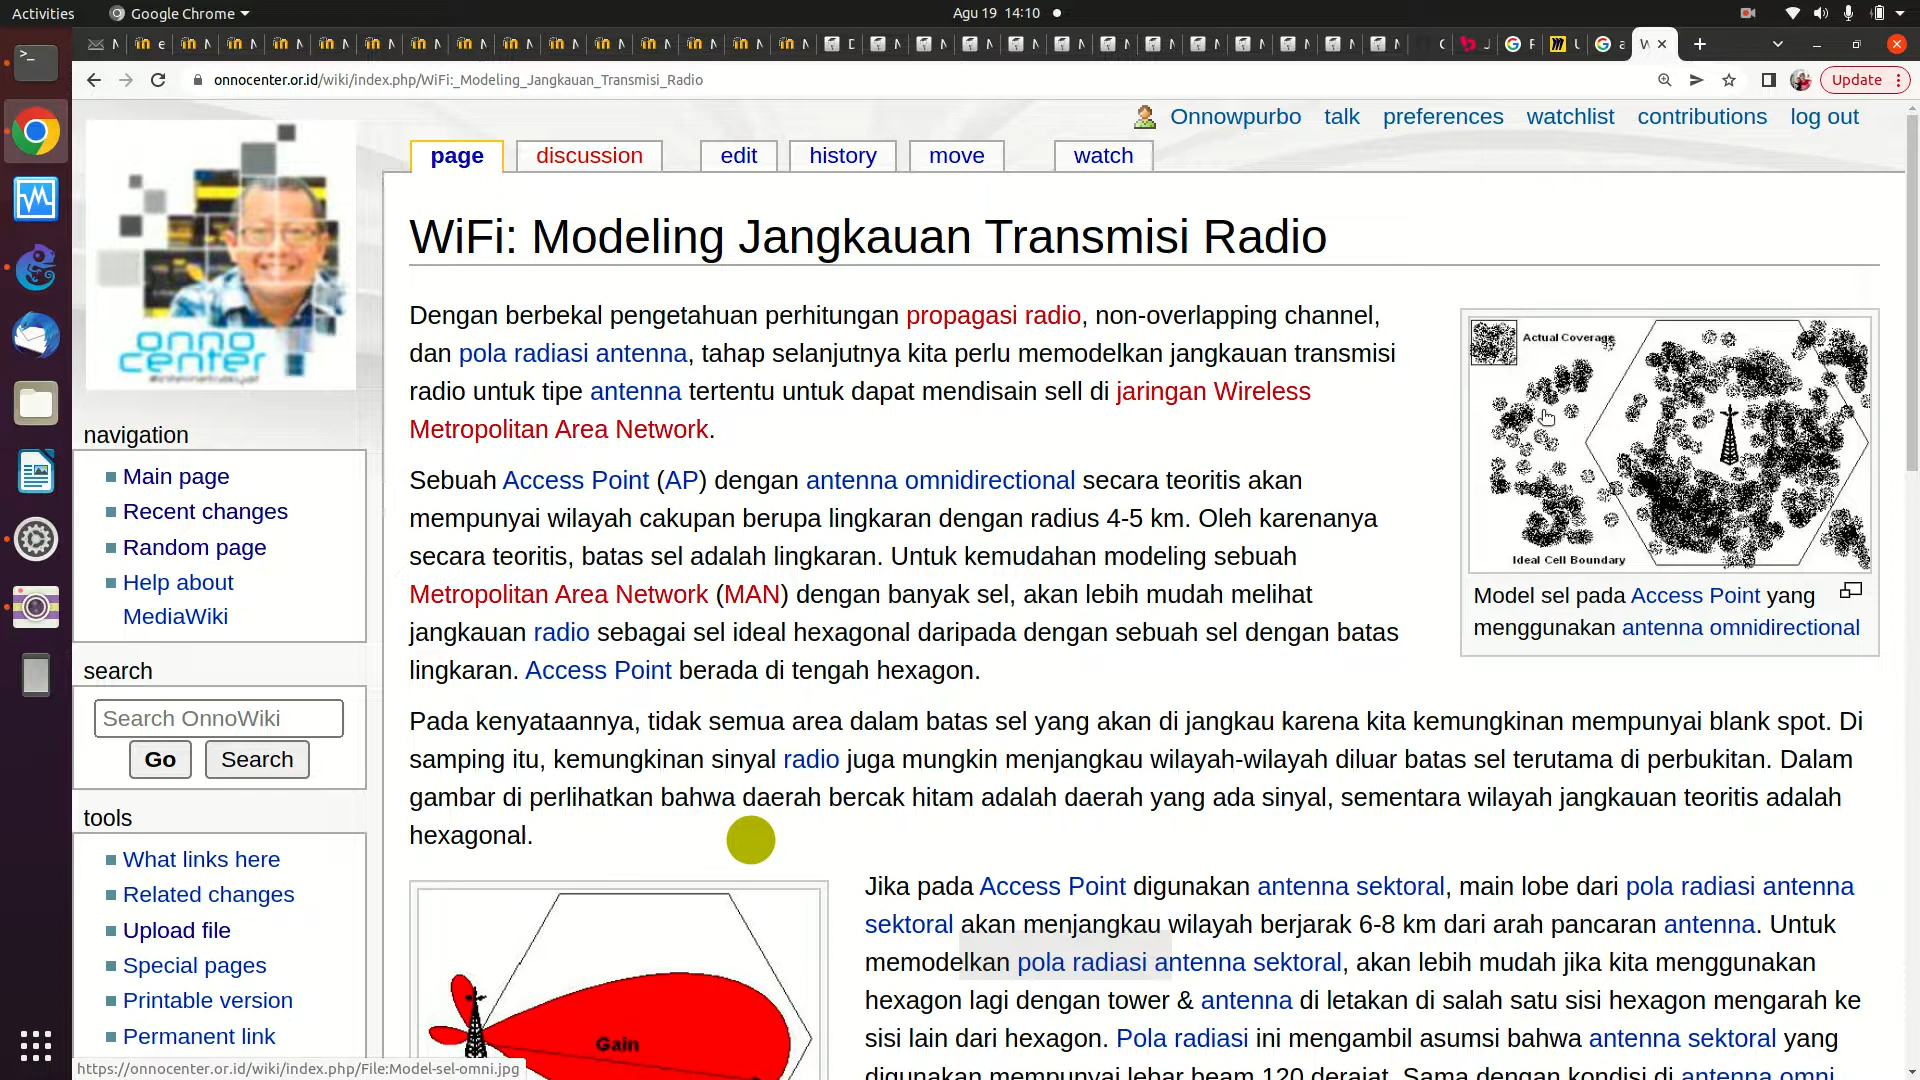 Activities
Google Chrome
Agu 19 14:10
onnocenter.or.id/wiki/index.php/WiFi:_Modeling_Jangkauan_Transmisi_Radio
Update
Onnowpurbo talk preferences watchlist contributions log out
page discussion edit history move watch
onno
center
WiFi: Modeling Jangkauan Transmisi Radio
Dengan berbekal pengetahuan perhitungan propagasi radio, non-overlapping channel,
dan pola radiasi antenna, tahap selanjutnya kita perlu memodelkan jangkauan transmisi
radio untuk tipe antenna tertentu untuk dapat mendisain sell di jaringan Wireless
Metropolitan Area Network.
Sebuah Access Point (AP) dengan antenna omnidirectional secara teoritis akan
mempunyai wilayah cakupan berupa lingkaran dengan radius 4-5 km. Oleh karenanya
secara teoritis, batas sel adalah lingkaran. Untuk kemudahan modeling sebuah
Metropolitan Area Network (MAN) dengan banyak sel, akan lebih mudah melihat
jangkauan radio sebagai sel ideal hexagonal daripada dengan sebuah sel dengan batas
lingkaran. Access Point berada di tengah hexagon.
Actual Coverage
Ideal Cell Boundary
Model sel pada Access Point yang
menggunakan antenna omnidirectional
Pada kenyataannya, tidak semua area dalam batas sel yang akan di jangkau karena kita kemungkinan mempunyai blank spot. Di
samping itu, kemungkinan sinyal radio juga mungkin menjangkau wilayah-wilayah diluar batas sel terutama di perbukitan. Dalam
gambar di perlihatkan bahwa daerah bercak hitam adalah daerah yang ada sinyal, sementara wilayah jangkauan teoritis adalah
hexagonal.
Gain
Jika pada Access Point digunakan antenna sektoral, main lobe dari pola radiasi antenna
sektoral akan menjangkau wilayah berjarak 6-8 km dari arah pancaran antenna. Untuk
memodelkan pola radiasi antenna sektoral, akan lebih mudah jika kita menggunakan
hexagon lagi dengan tower & antenna di letakan di salah satu sisi hexagon mengarah ke
sisi lain dari hexagon. Pola radiasi ini mengambil asumsi bahwa antenna sektoral yang
digunakan mempunyai lebar beam 120 derajat. Sama dengan kondisi di antenna omni
navigation
Main page
Recent changes
Random page
Help about
MediaWiki
search
Search OnnoWiki
Go Search
tools
What links here
Related changes
Upload file
Special pages
Printable version
Permanent link
https://onnocenter.or.id/wiki/index.php/File:Model-sel-omni.jpg